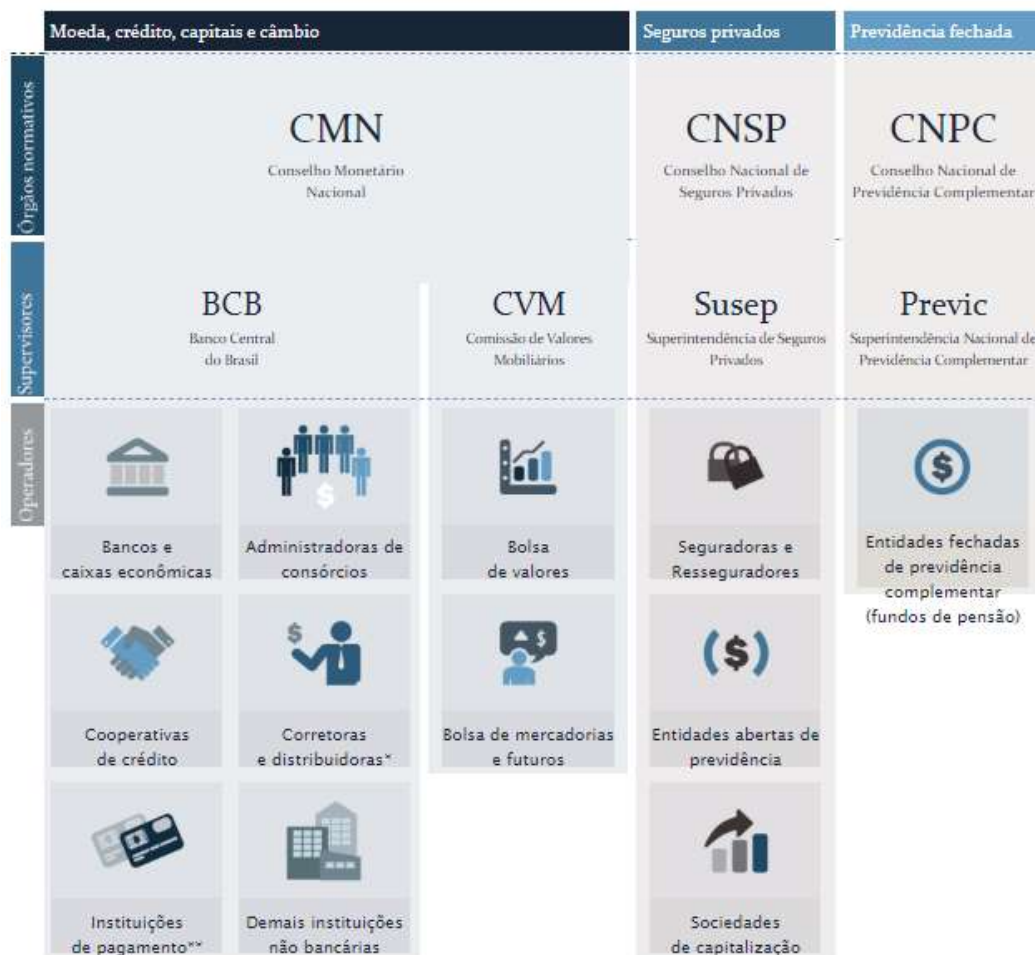 Moeda, crédito, capitais e câmbio
Seguros privados
Previdência fechada
Órgãos normativos
CMN
Conselho Monetário
Nacional
CNSP
Conselho Nacional de
Seguros Privados
CNPC
Conselho Nacional de
Previdência Complementar
Supervisores
BCB
Banco Central
do Brasil
CVM
Comissão de Valores
Mobiliários
Susep
Superintendência de Seguros
Privados
Previc
Superintendência Nacional de
Previdência Complementar
Operadores
Bancos e
caixas econômicas
Administradoras de
consórcios
Bolsa
de valores
Seguradoras e
Resseguradores
Entidades fechadas
de previdência
complementar
(fundos de pensão)
Cooperativas
de crédito
Corretoras
e distribuidoras*
Bolsa de mercadorias
e futuros
Entidades abertas de
previdência
Instituições
de pagamento**
Demais instituições
não bancárias
Sociedades
de capitalização